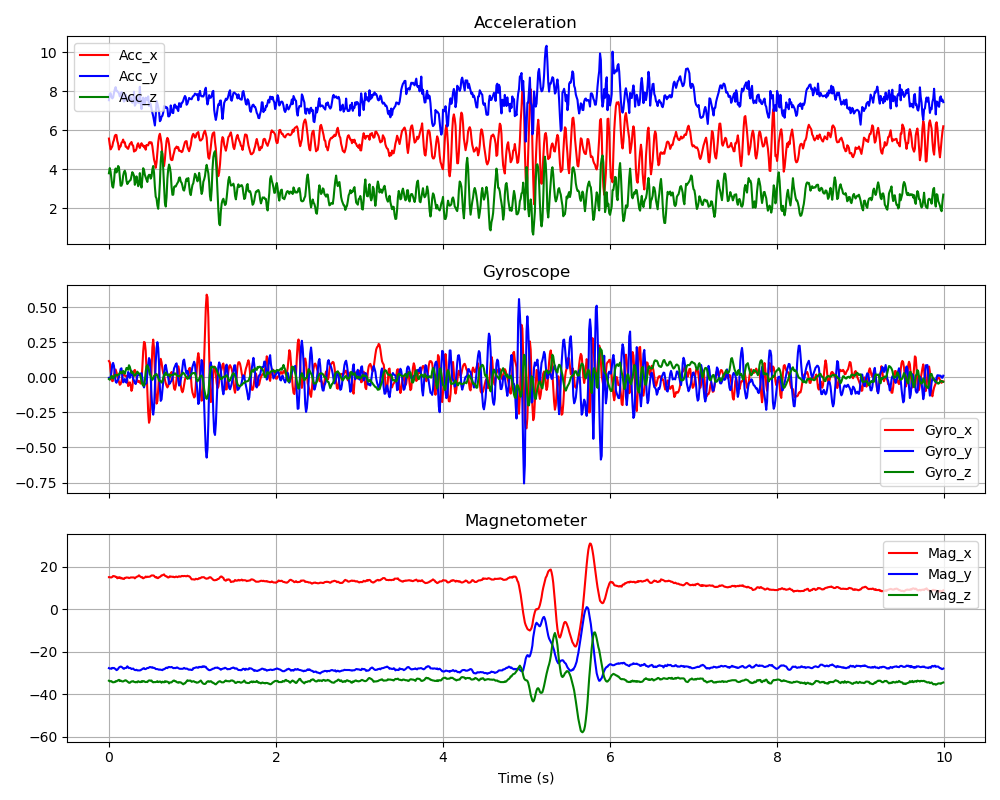 Acceleration
10
8
6
4
2
Acc_x
Acc_y
Acc_z
Gyroscope
0.50
0.25
0.00
−0.25
−0.50
−0.75
Gyro_x
Gyro_y
Gyro_z
Magnetometer
20
0
−20
−40
−60
Mag_x
Mag_y
Mag_z
0 2 4 6 8 10
Time (s)